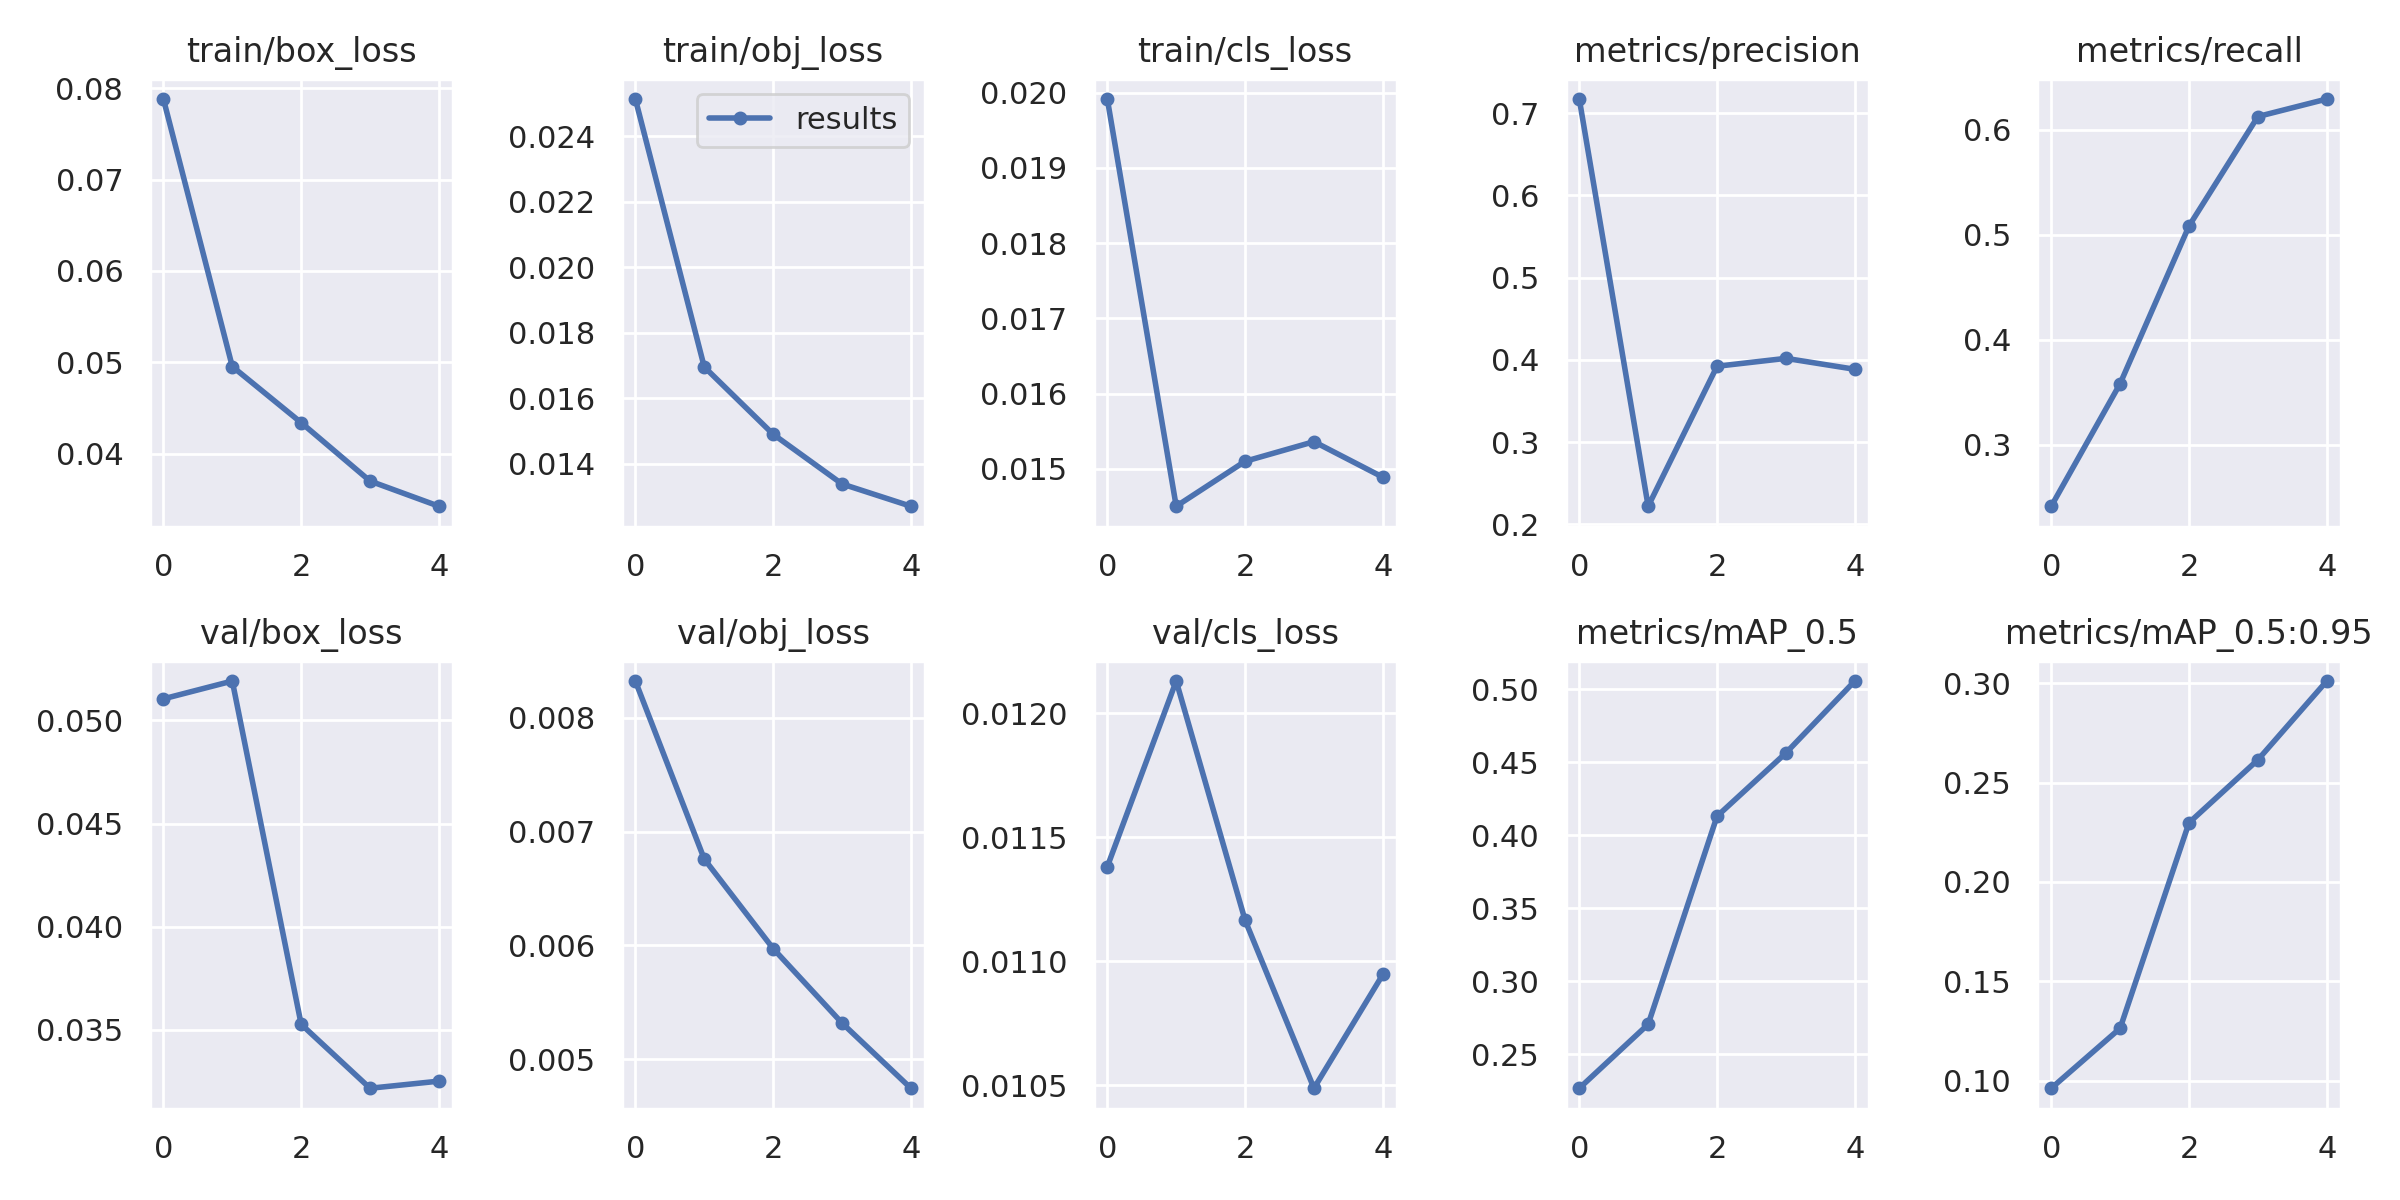 train/box_loss
0.08
0.07
0.06
0.05
0.04
0 2 4
train/obj_loss
results
0.024
0.022
0.020
0.018
0.016
0.014
0 2 4
train/cls_loss
0.020
0.019
0.018
0.017
0.016
0.015
0 2 4
metrics/precision
0.7
0.6
0.5
0.4
0.3
0.2
0 2 4
metrics/recall
0.6
0.5
0.4
0.3
0 2 4
val/box_loss
0.050
0.045
0.040
0.035
0 2 4
val/obj_loss
0.008
0.007
0.006
0.005
0 2 4
val/cls_loss
0.0120
0.0115
0.0110
0.0105
0 2 4
metrics/mAP_0.5
0.50
0.45
0.40
0.35
0.30
0.25
0 2 4
metrics/mAP_0.5:0.95
0.30
0.25
0.20
0.15
0.10
0 2 4